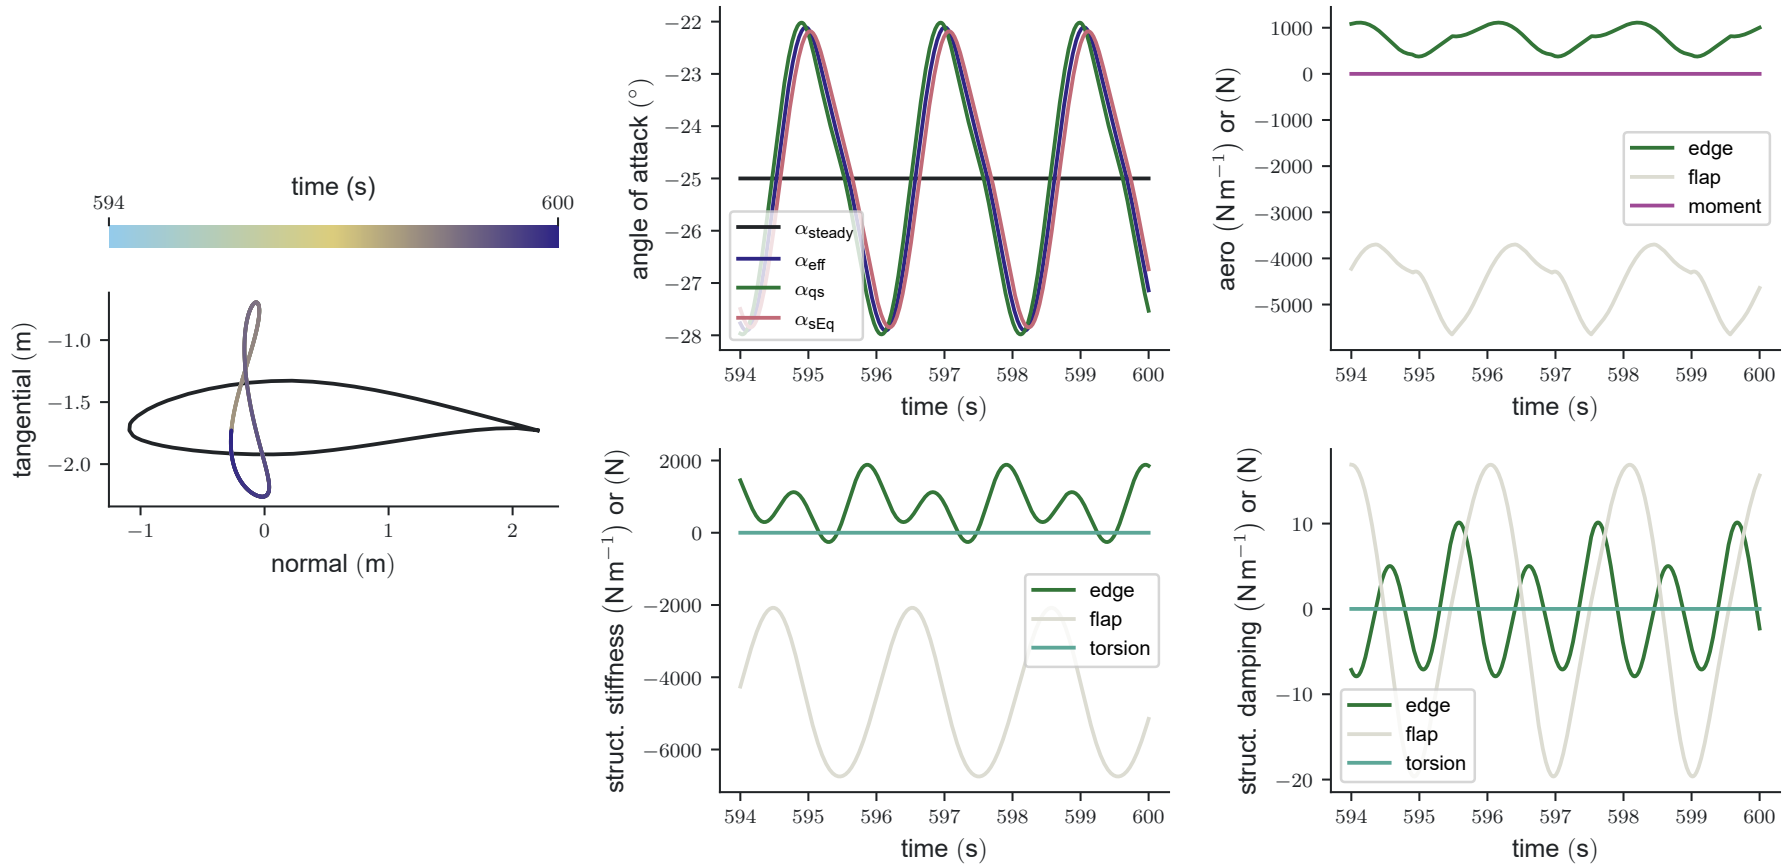 time (s)
594 600
tangential (m)
−1.0
−1.5
−2.0
−1 0 1 2
normal (m)
angle of attack (°)
−22
−23
−24
−25
−26
−27
−28
α_steady
α_eff
α_qs
α_sEq
594 595 596 597 598 599 600
time (s)
aero (N m⁻¹) or (N)
1000
0
−1000
−2000
−3000
−4000
−5000
edge
flap
moment
594 595 596 597 598 599 600
time (s)
struct. stiffness (N m⁻¹) or (N)
2000
0
−2000
−4000
−6000
edge
flap
torsion
594 595 596 597 598 599 600
time (s)
struct. damping (N m⁻¹) or (N)
10
0
−10
−20
edge
flap
torsion
594 595 596 597 598 599 600
time (s)